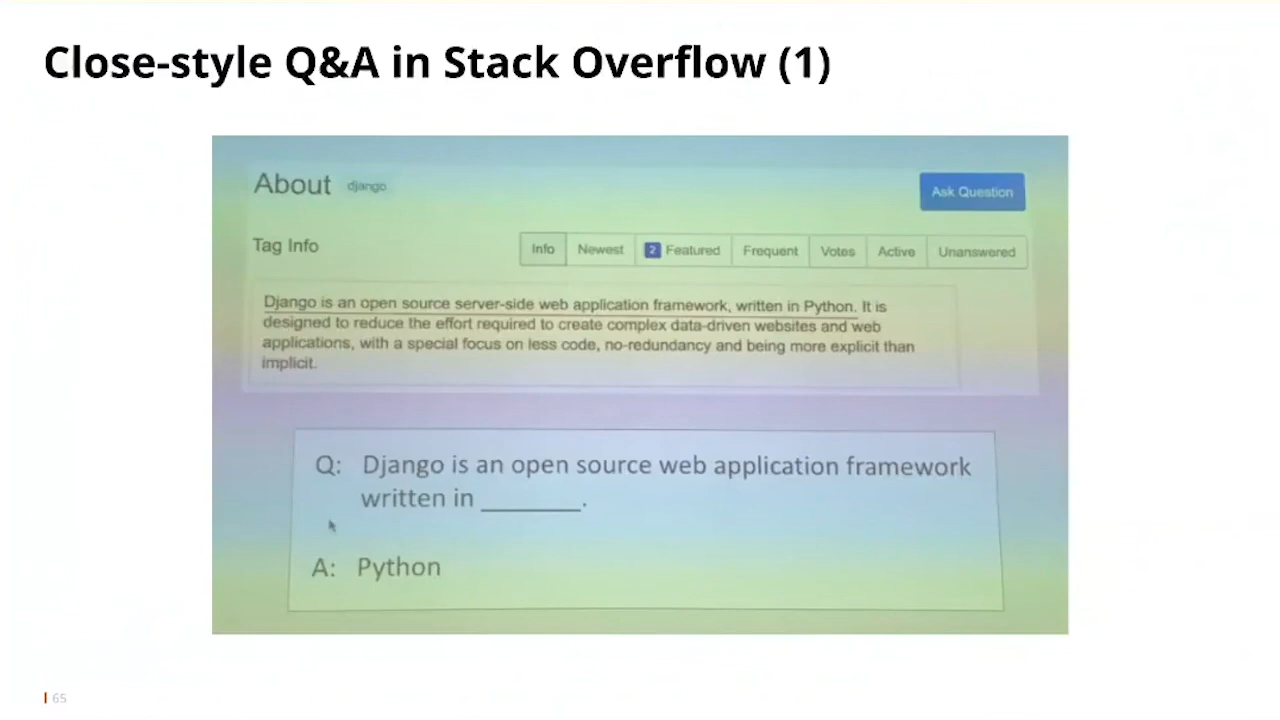 Close-style Q&A in Stack Overflow (1)
About django
Ask Question
Tag Info
Info Newest 2 Featured Frequent Votes Active Unanswered
Django is an open source server-side web application framework, written in Python. It is
designed to reduce the effort required to create complex data-driven websites and web
applications, with a special focus on less code, no-redundancy and being more explicit than
implicit.
Q: Django is an open source web application framework
written in ________.
A: Python
65